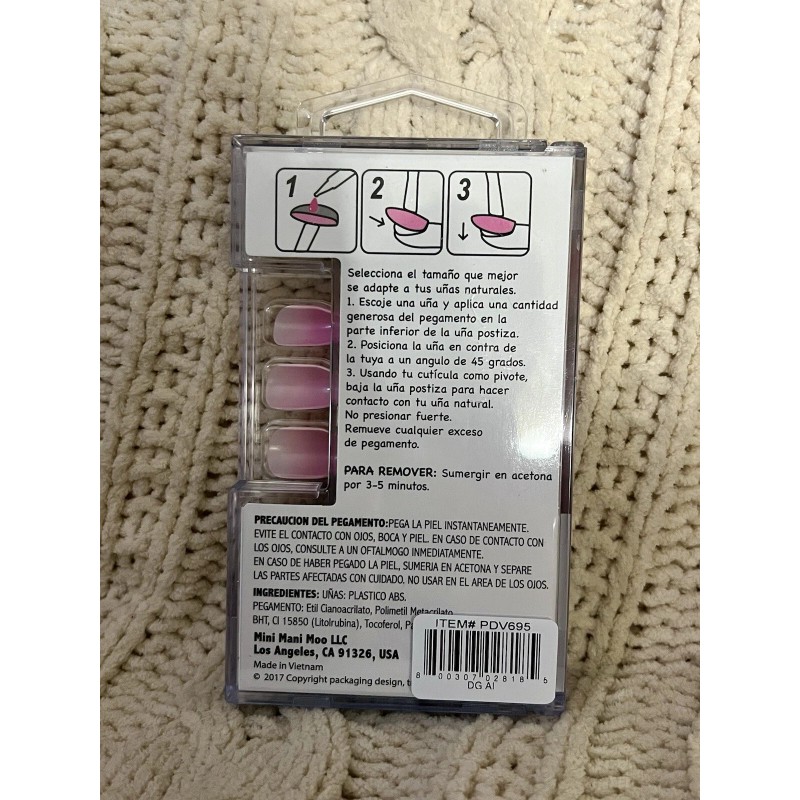 1
2
3
Selecciona el tamaño que mejor
se adapte a tus uñas naturales.
1. Escoje una uña y aplica una cantidad
generosa del pegamento en la
parte inferior de la uña postiza.
2. Posiciona la uña en contra de
la tuya a un angulo de 45 grados.
3. Usando tu cutícula como pivote,
baja la uña postiza para hacer
contacto con tu uña natural.
No presionar fuerte.
Remueve cualquier exceso
de pegamento.
PARA REMOVER: Sumergir en acetona
por 3-5 minutos.
PRECAUCION DEL PEGAMENTO:PEGA LA PIEL INSTANTANEAMENTE.
EVITE EL CONTACTO CON OJOS, BOCA Y PIEL. EN CASO DE CONTACTO CON
LOS OJOS, CONSULTE A UN OFTALMOGO INMEDIATAMENTE.
EN CASO DE HABER PEGADO LA PIEL, SUMERIA EN ACETONA Y SEPARE
LAS PARTES AFECTADAS CON CUIDADO. NO USAR EN EL AREA DE LOS OJOS.
INGREDIENTES: UÑAS: PLASTICO ABS.
PEGAMENTO: Etil Cianoacrilato, Polimetil Metacrilato
BHT, CI 15850 (Litolrubina), Tocoferol,
Mini Mani Moo LLC
Los Angeles, CA 91326, USA
Made in Vietnam
© 2017 Copyright packaging design,
ITEM# PDV695
8 00307 02818 5
DG AI